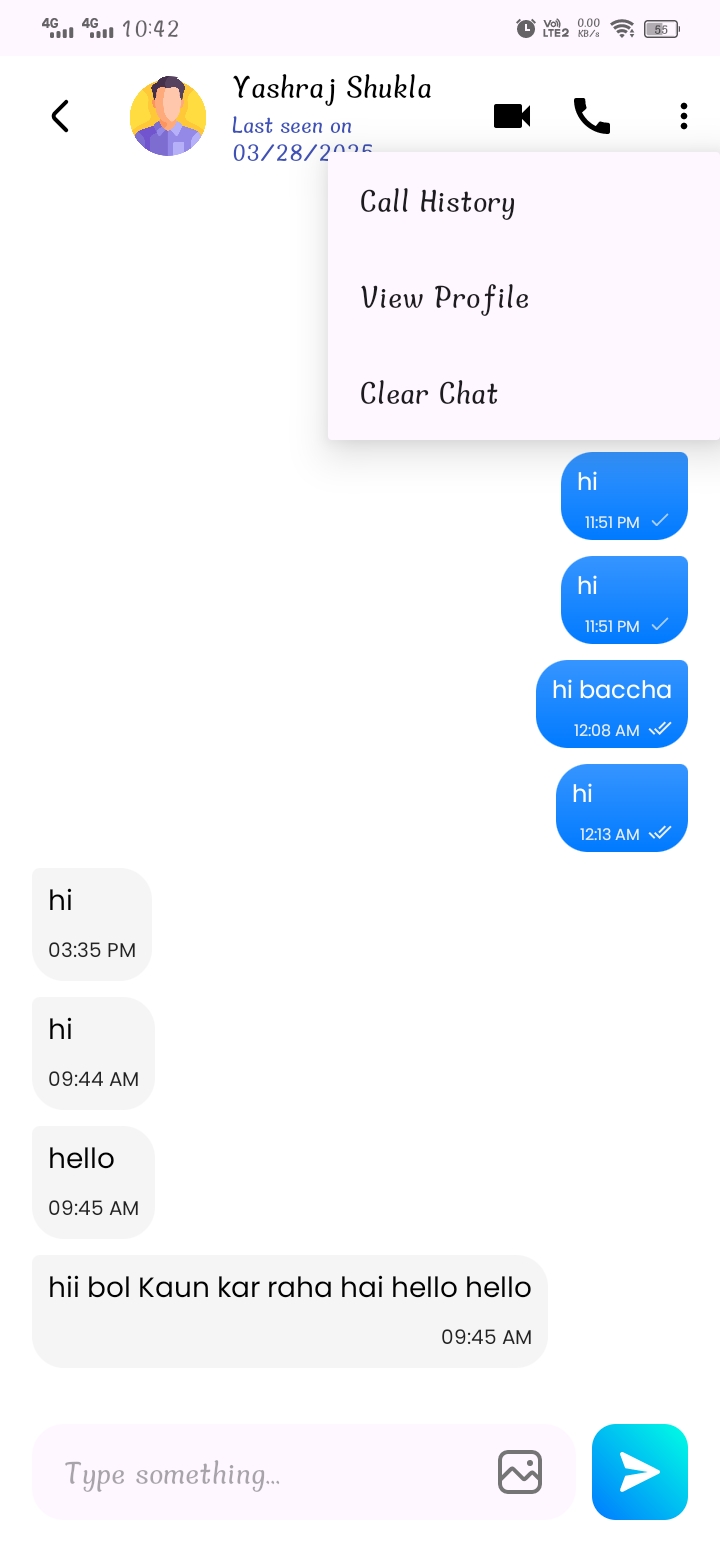 4G 4G 10:42 Vo) LTE2 0.00 KB/s 55
Yashraj Shukla
Last seen on
03/28/2025
Call History
View Profile
Clear Chat
hi
11:51 PM
hi
11:51 PM
hi baccha
12:08 AM
hi
12:13 AM
hi
03:35 PM
hi
09:44 AM
hello
09:45 AM
hii bol Kaun kar raha hai hello hello
09:45 AM
Type something...